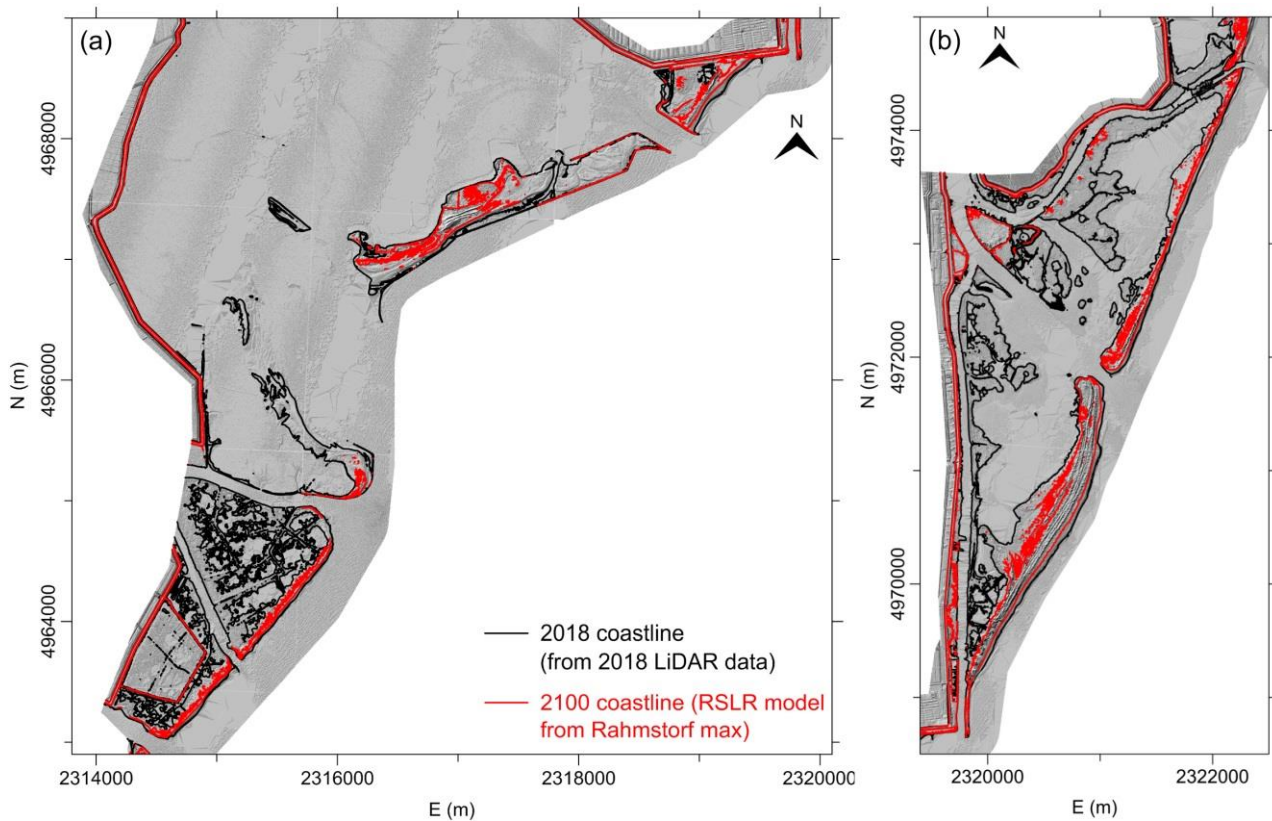 (a)
N
4968000
4966000
4964000
N (m)
2314000
2316000
2318000
2320000
E (m)
2018 coastline
(from 2018 LiDAR data)
2100 coastline (RSLR model
from Rahmstorf max)
(b)
N
4974000
4972000
4970000
N (m)
2320000
2322000
E (m)